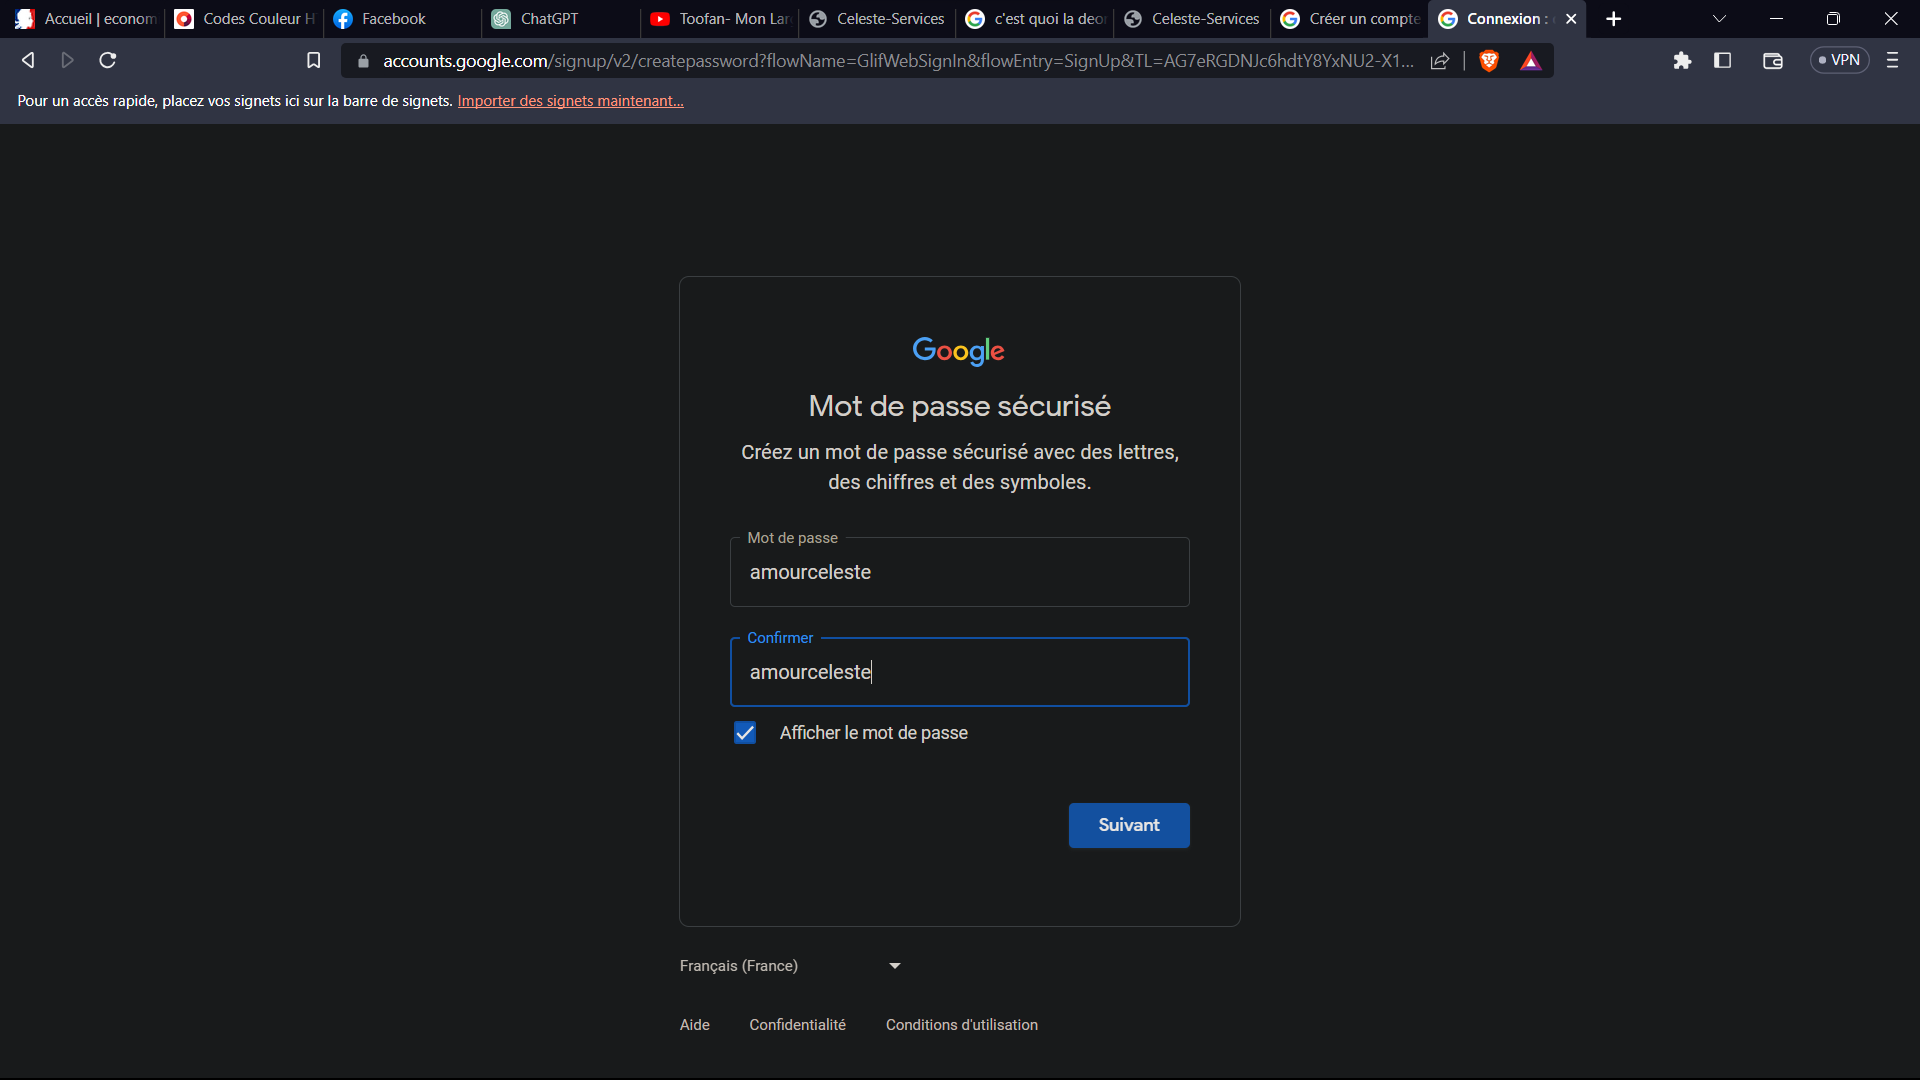 Accueil | econom
Codes Couleur H
Facebook
ChatGPT
Toofan- Mon Lar
Celeste-Services
c'est quoi la deon
Celeste-Services
Créer un compte
Connexion :
accounts.google.com/signup/v2/createpassword?flowName=GlifWebSignIn&flowEntry=SignUp&TL=AG7eRGDNJc6hdtY8YxNU2-X1...
VPN
Pour un accès rapide, placez vos signets ici sur la barre de signets. Importer des signets maintenant...
Google
Mot de passe sécurisé
Créez un mot de passe sécurisé avec des lettres,
des chiffres et des symboles.
Mot de passe
amourceleste
Confirmer
amourceleste
Afficher le mot de passe
Suivant
Français (France)
Aide
Confidentialité
Conditions d'utilisation